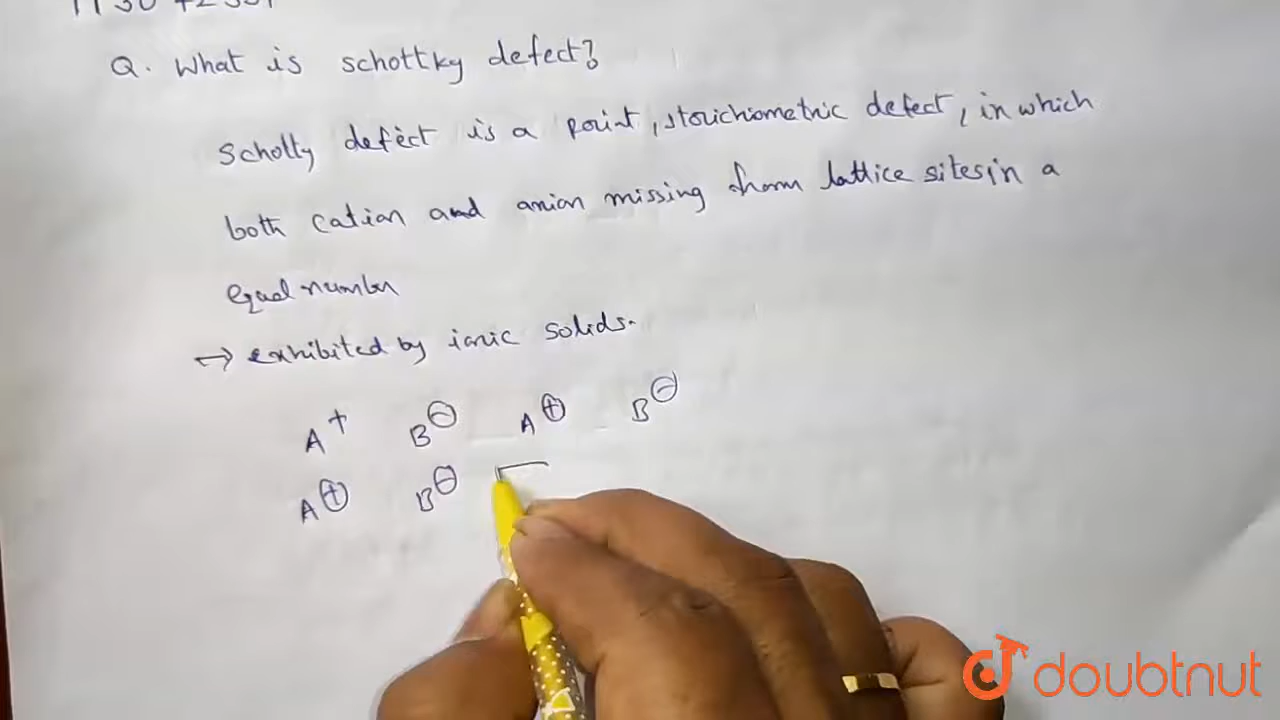 Q. What is schottky defect?
Schotty defect is a point, stoichiometric defect, in which
both cation and anion missing from lattice sites in a
equal number
↔ exhibited by ionic solids.
A+ B⊖ A⊕ B⊖
A⊕ B⊖
doubtnut